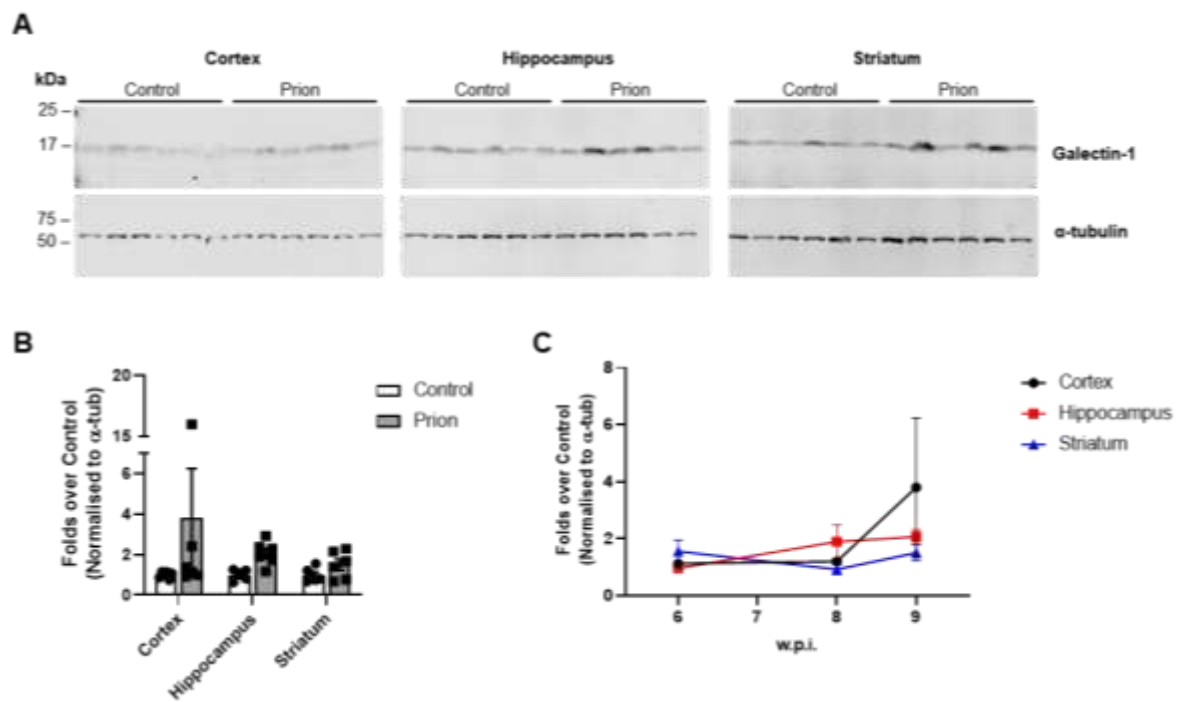 A
Cortex Hippocampus Striatum
kDa Control Prion Control Prion Control Prion
25
17
Galectin-1
75
50
α-tubulin
B
Folds over Control
(Normalised to α-tub)
20
15
6
4
2
0
Cortex
Hippocampus
Striatum
Control
Prion
C
Folds over Control
(Normalised to α-tub)
8
6
4
2
0
6 7 8 9
w.p.i.
Cortex
Hippocampus
Striatum